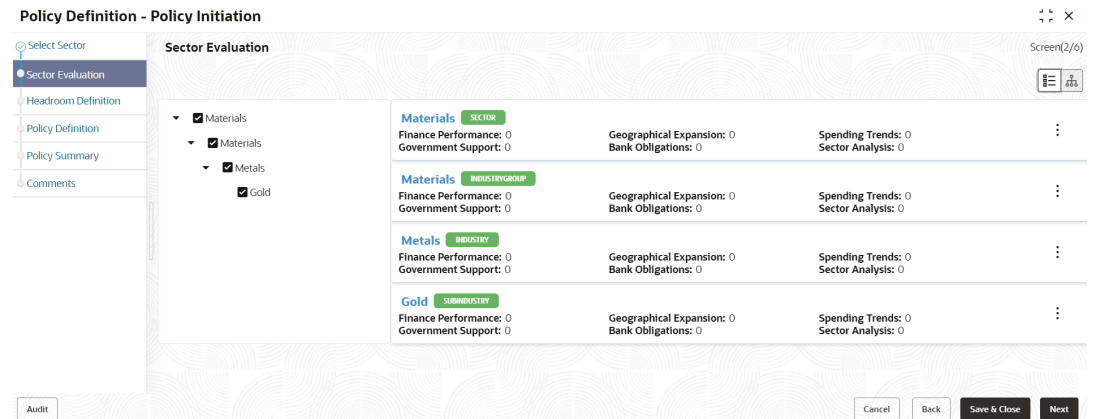 Policy Definition - Policy Initiation
Select Sector
Sector Evaluation
Headroom Definition
Policy Definition
Policy Summary
Comments
Sector Evaluation
Screen(2/6)
Materials
Materials
Metals
Gold
Materials SECTOR
Finance Performance: 0 Geographical Expansion: 0 Spending Trends: 0
Government Support: 0 Bank Obligations: 0 Sector Analysis: 0
Materials INDUSTRYGROUP
Finance Performance: 0 Geographical Expansion: 0 Spending Trends: 0
Government Support: 0 Bank Obligations: 0 Sector Analysis: 0
Metals INDUSTRY
Finance Performance: 0 Geographical Expansion: 0 Spending Trends: 0
Government Support: 0 Bank Obligations: 0 Sector Analysis: 0
Gold SUBINDUSTRY
Finance Performance: 0 Geographical Expansion: 0 Spending Trends: 0
Government Support: 0 Bank Obligations: 0 Sector Analysis: 0
Audit Cancel Back Save & Close Next